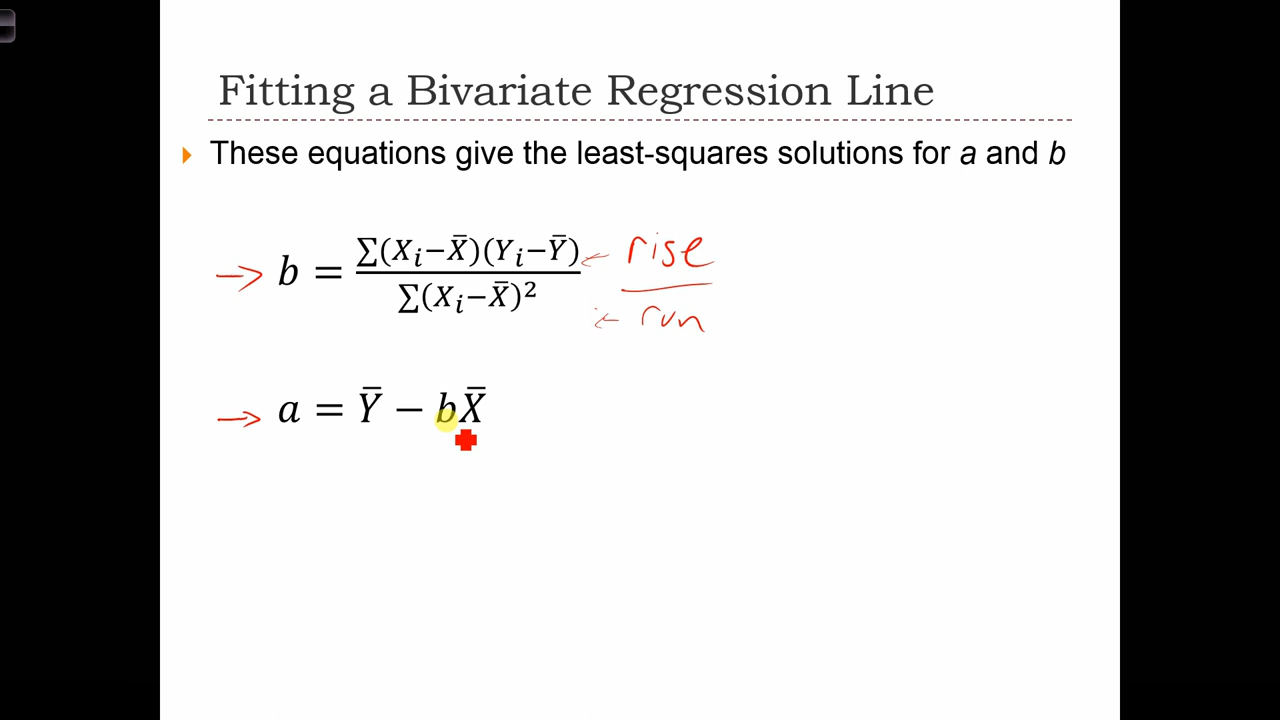 Fitting a Bivariate Regression Line
These equations give the least-squares solutions for a and b
b = ∑(Xᵢ−X̄)(Yᵢ−Ȳ) / ∑(Xᵢ−X̄)²
← rise
← run
a = Ȳ − bX̄